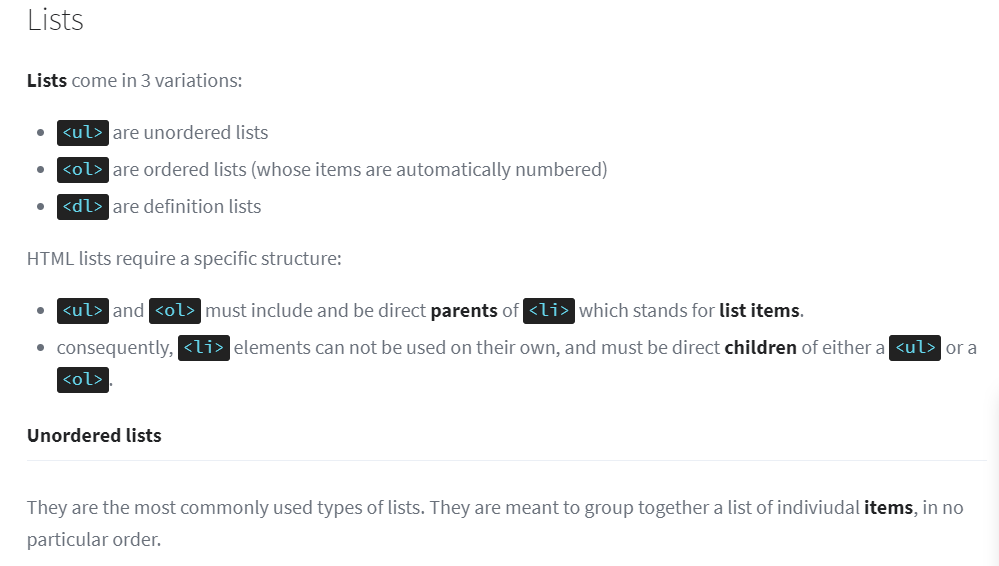 Lists
Lists come in 3 variations:
<ul> are unordered lists
<ol> are ordered lists (whose items are automatically numbered)
<dl> are definition lists
HTML lists require a specific structure:
<ul> and <ol> must include and be direct parents of <li> which stands for list items.
consequently, <li> elements can not be used on their own, and must be direct children of either a <ul> or a
<ol>.
Unordered lists
They are the most commonly used types of lists. They are meant to group together a list of indiviudal items, in no
particular order.